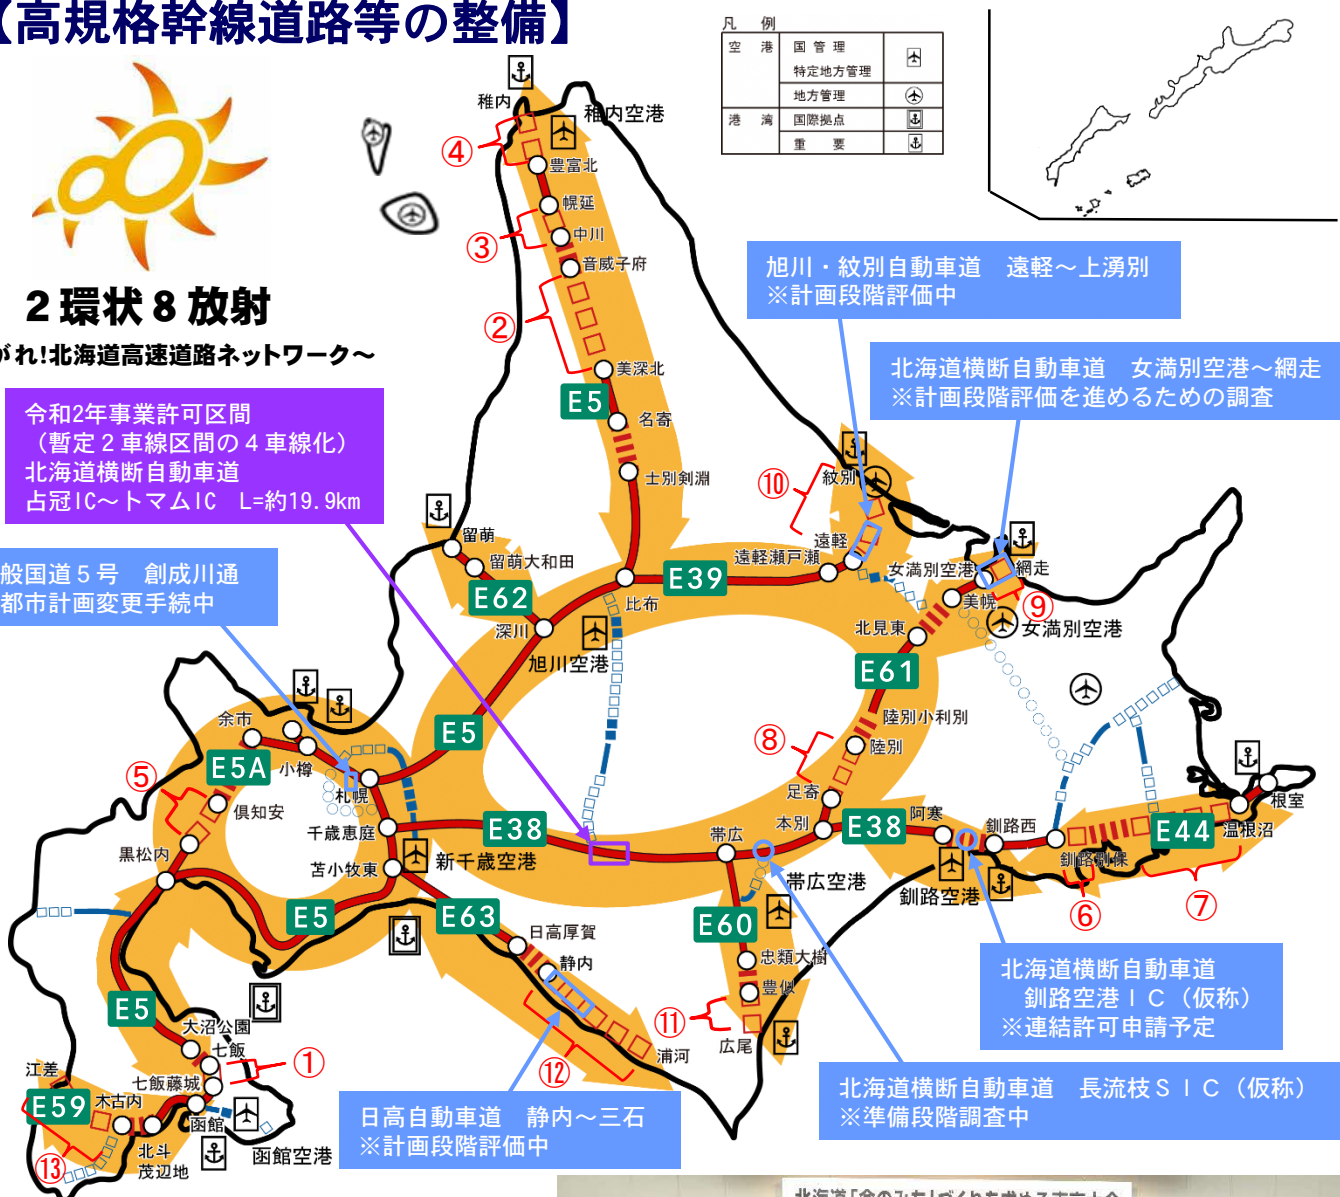 【高規格幹線道路等の整備】
２環状８放射
がれ!北海道高速道路ネットワーク～
凡 例
空 港 国管理
特定地方管理
地方管理
港 湾 国際拠点
重 要
旭川・紋別自動車道　遠軽～上湧別
※計画段階評価中
北海道横断自動車道　女満別空港～網走
※計画段階評価を進めるための調査
令和2年事業許可区間
（暫定２車線区間の４車線化）
北海道横断自動車道
占冠IC～トマムIC　L=約19.9km
般国道５号　創成川通
都市計画変更手続中
稚内
稚内空港
④
豊富北
幌延
③
中川
音威子府
②
美深北
E5
名寄
士別剣淵
⑩
紋別
遠軽
遠軽瀬戸瀬
留萌
留萌大和田
E62
深川
比布
E39
旭川空港
女満別空港
網走
美幌
⑨
女満別空港
北見東
E61
陸別小利別
⑧
陸別
足寄
本別
余市
小樽
E5A
札幌
E5
⑤
倶知安
千歳恵庭
E38
新千歳空港
黒松内
苫小牧東
E5
E63
帯広
E38
阿寒
釧路西
釧路別保
E44
温根沼
根室
帯広空港
釧路空港
⑥
⑦
E60
忠類大樹
豊似
⑪
広尾
日高厚賀
静内
⑫
浦河
E5
大沼公園
七飯
①
七飯藤城
江差
E59
木古内
函館
北斗
茂辺地
函館空港
⑬
北海道横断自動車道
釧路空港ＩＣ（仮称）
※連結許可申請予定
北海道横断自動車道　長流枝ＳＩＣ（仮称）
※準備段階調査中
日高自動車道　静内～三石
※計画段階評価中